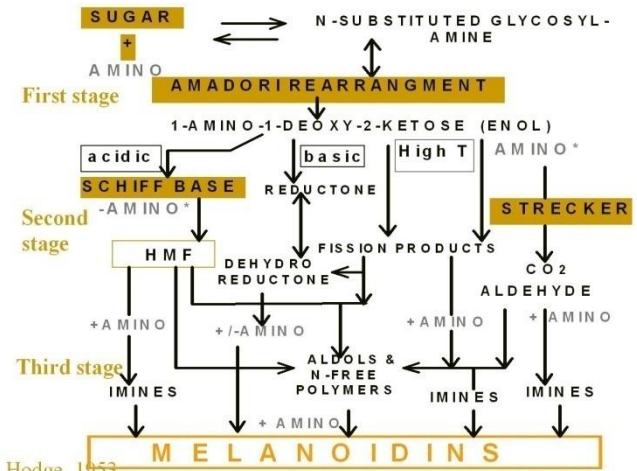 SUGAR
+
AMINO
N-SUBSTITUTED GLYCOSYL-
AMINE
First stage
AMADORI REARRANGMENT
1-AMINO-1-DEOXY-2-KETOSE (ENOL)
acidic
basic
High T
AMINO*
SCHIFF BASE
REDUCTONE
-AMINO*
STRECKER
Second
stage
HMF
FISSION PRODUCTS
DEHYDRO
REDUCTONE
CO2
ALDEHYDE
+AMINO
+/-AMINO
+AMINO
+ AMINO
Third stage
ALDOLS &
N-FREE
POLYMERS
IMINES
IMINES
IMINES
+ AMINO
MELANOIDINS
Hodge, 1953